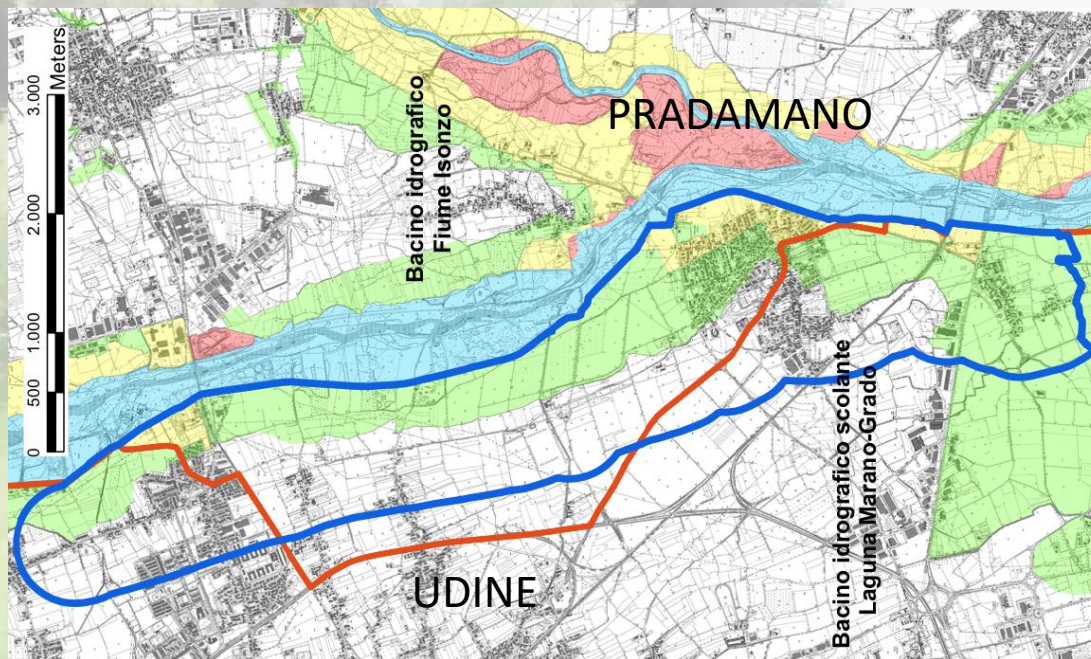 PRADAMANO
UDINE
Bacino idrografico
Fiume Isonzo
Bacino idrografico scolante
Laguna Marano-Grado
3.000
Meters
2.000
1.000
500
0